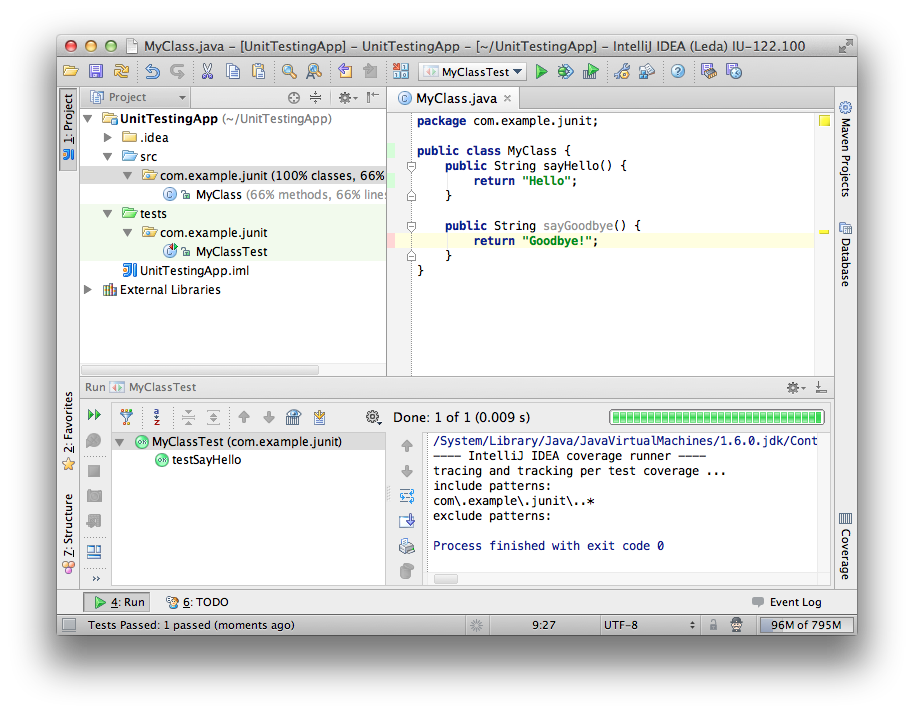 MyClass.java – [UnitTestingApp] – UnitTestingApp – [~/UnitTestingApp] – IntelliJ IDEA (Leda) IU-122.100
MyClassTest
1: Project
Project
UnitTestingApp (~/UnitTestingApp)
.idea
src
com.example.junit (100% classes, 66%
MyClass (66% methods, 66% lines
tests
com.example.junit
MyClassTest
UnitTestingApp.iml
External Libraries
MyClass.java
package com.example.junit;
public class MyClass {
public String sayHello() {
return "Hello";
}
public String sayGoodbye() {
return "Goodbye!";
}
}
Maven Projects
Database
Run MyClassTest
2: Favorites
Z: Structure
Done: 1 of 1 (0.009 s)
MyClassTest (com.example.junit)
testSayHello
/System/Library/Java/JavaVirtualMachines/1.6.0.jdk/Cont
---- IntelliJ IDEA coverage runner ----
tracing and tracking per test coverage ...
include patterns:
com\.example\.junit\..*
exclude patterns:
Process finished with exit code 0
Coverage
4: Run
6: TODO
Event Log
Tests Passed: 1 passed (moments ago)
9:27
UTF-8
96M of 795M